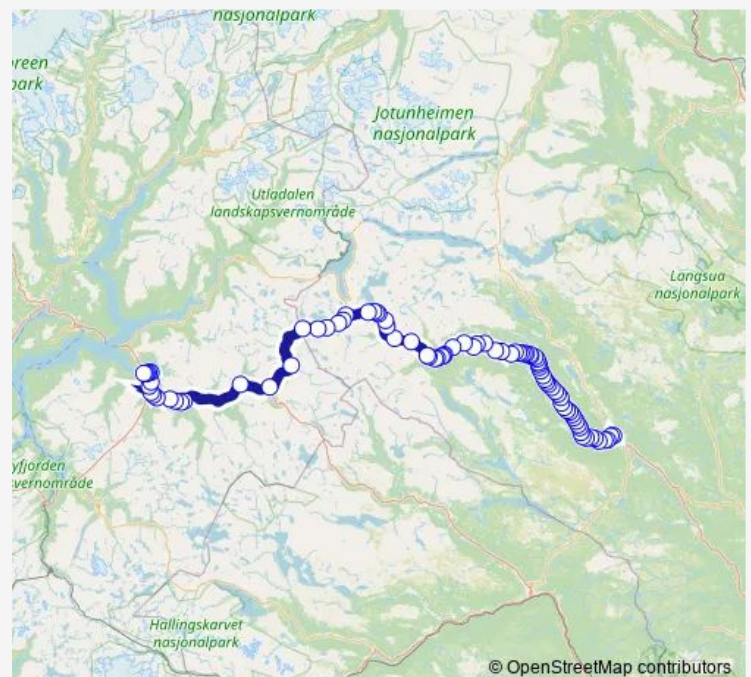 nasjonalpark
reen
park
Jotunheimen
nasjonalpark
Utladalen
landskapsvernområde
Langsua
nasjonalpark
yfjorden
vernområde
Hallingskarvet
nasjonalpark
© OpenStreetMap contributors